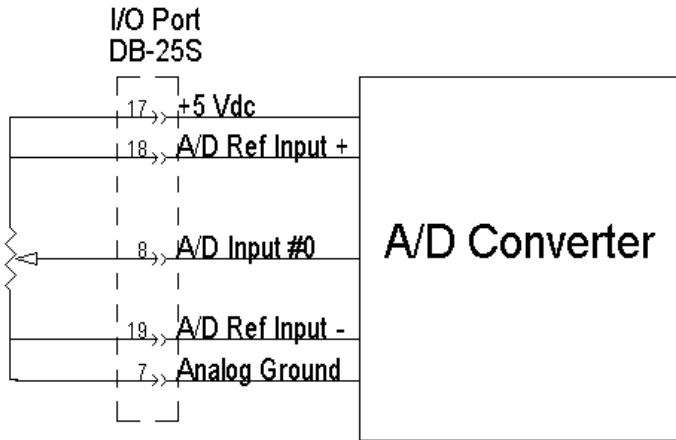 I/O Port
DB-25S
17 +5 Vdc
18 A/D Ref Input +
8 A/D Input #0
A/D Converter
19 A/D Ref Input -
7 Analog Ground